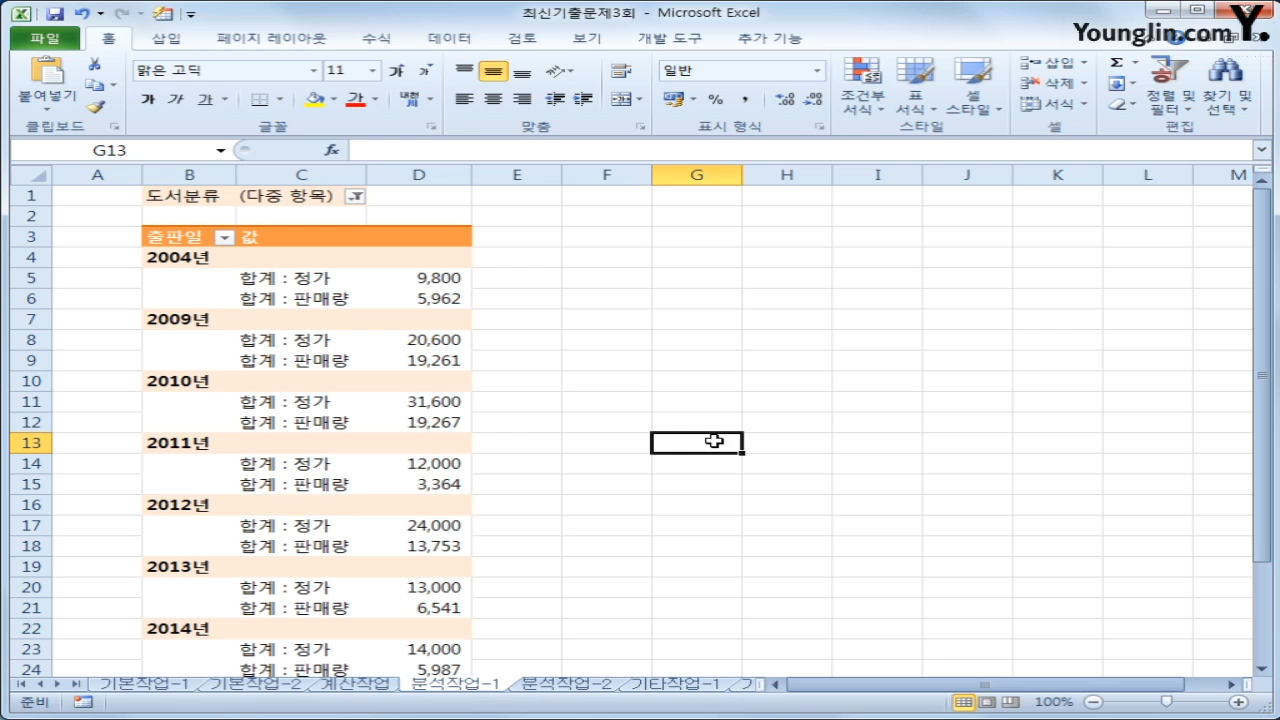 최신기출문제3회 - Microsoft Excel
Younglin.com Y.
파일 홈 삽입 페이지 레이아웃 수식 데이터 검토 보기 개발 도구 추가 기능
붙여넣기
클립보드
맑은 고딕 11
가 가
가 가 가 가 내천
글꼴
맞춤
일반
% ,
표시 형식
조건부 서식
표 서식
셀 스타일
스타일
삽입
삭제
서식
셀
Σ
정렬 및 필터
찾기 및 선택
편집
G13 fx
A B C D E F G H I J K L M
1 도서분류 (다중 항목)
2
3 출판일 값
4 2004년
5 합계 : 정가 9,800
6 합계 : 판매량 5,962
7 2009년
8 합계 : 정가 20,600
9 합계 : 판매량 19,261
10 2010년
11 합계 : 정가 31,600
12 합계 : 판매량 19,267
13 2011년
14 합계 : 정가 12,000
15 합계 : 판매량 3,364
16 2012년
17 합계 : 정가 24,000
18 합계 : 판매량 13,753
19 2013년
20 합계 : 정가 13,000
21 합계 : 판매량 6,541
22 2014년
23 합계 : 정가 14,000
24 합계 : 판매량 5,987
기본작업-1 기본작업-2 계산작업 분석작업-1 분석작업-2 기타작업-1 기
준비 100%